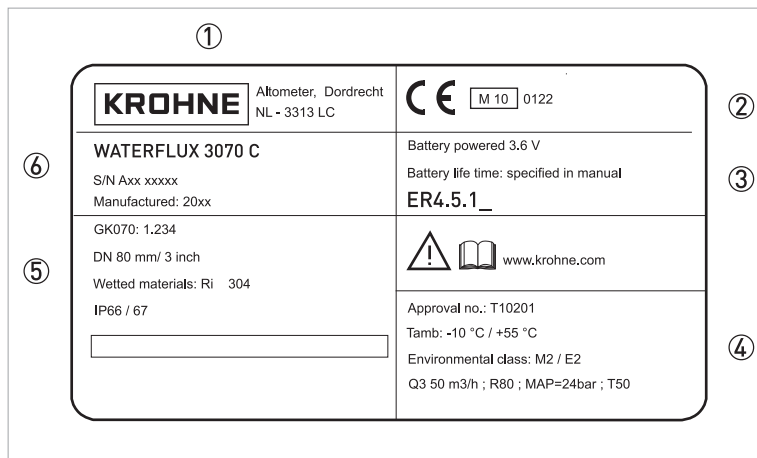 ①
KROHNE
Altometer, Dordrecht
NL - 3313 LC
CE M 10 0122
②
⑥
WATERFLUX 3070 C
S/N Axx xxxxx
Manufactured: 20xx
Battery powered 3.6 V
Battery life time: specified in manual
ER4.5.1_
③
⑤
GK070: 1.234
DN 80 mm/ 3 inch
Wetted materials: Ri 304
IP66 / 67
www.krohne.com
Approval no.: T10201
Tamb: -10 °C / +55 °C
Environmental class: M2 / E2
Q3 50 m3/h ; R80 ; MAP=24bar ; T50
④